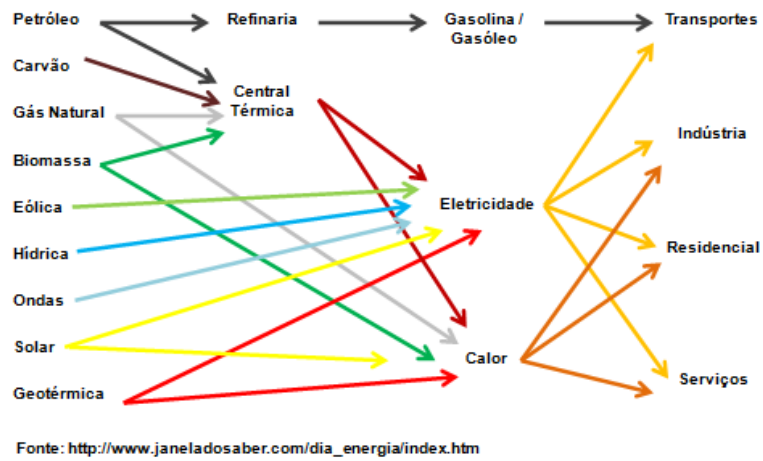 Petróleo
Refinaria
Gasolina /
Gasóleo
Transportes
Carvão
Central
Térmica
Gás Natural
Indústria
Biomassa
Eólica
Eletricidade
Hídrica
Residencial
Ondas
Solar
Calor
Serviços
Geotérmica
Fonte: http://www.janeladosaber.com/dia_energia/index.htm